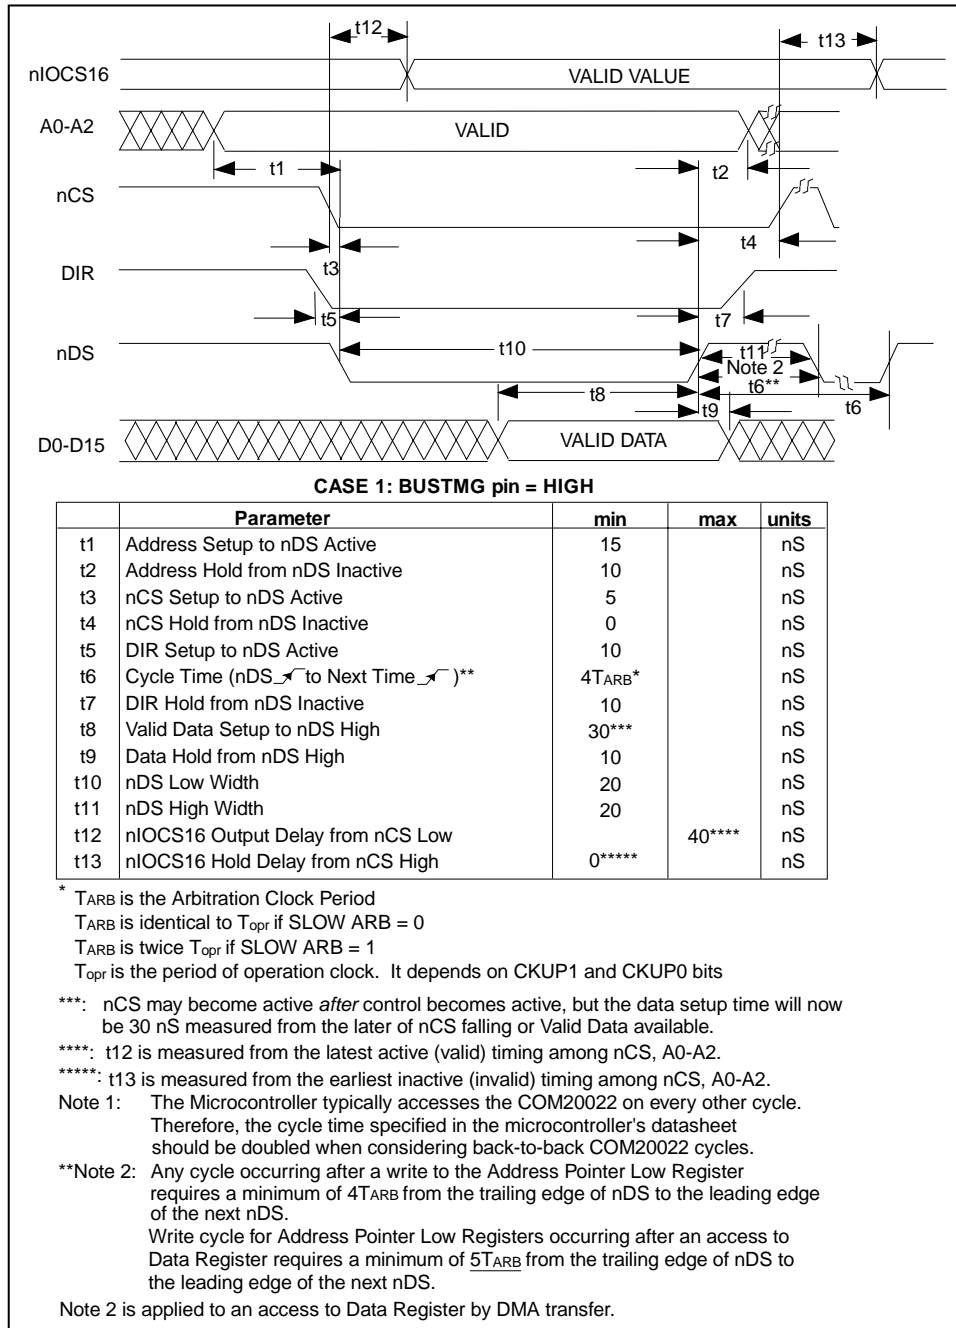 t12
t13
nIOCS16
VALID VALUE
A0-A2
VALID
t1
t2
nCS
t4
t3
DIR
t5
t7
nDS
t10
t11
Note 2
t6**
t8
t6
t9
D0-D15
VALID DATA
CASE 1: BUSTMG pin = HIGH
Parameter min max units
t1 Address Setup to nDS Active 15 nS
t2 Address Hold from nDS Inactive 10 nS
t3 nCS Setup to nDS Active 5 nS
t4 nCS Hold from nDS Inactive 0 nS
t5 DIR Setup to nDS Active 10 nS
t6 Cycle Time (nDS to Next Time )** 4TARB* nS
t7 DIR Hold from nDS Inactive 10 nS
t8 Valid Data Setup to nDS High 30*** nS
t9 Data Hold from nDS High 10 nS
t10 nDS Low Width 20 nS
t11 nDS High Width 20 nS
t12 nIOCS16 Output Delay from nCS Low 40**** nS
t13 nIOCS16 Hold Delay from nCS High 0***** nS
* TARB is the Arbitration Clock Period
TARB is identical to Topr if SLOW ARB = 0
TARB is twice Topr if SLOW ARB = 1
Topr is the period of operation clock. It depends on CKUP1 and CKUP0 bits
***: nCS may become active after control becomes active, but the data setup time will now
be 30 nS measured from the later of nCS falling or Valid Data available.
****: t12 is measured from the latest active (valid) timing among nCS, A0-A2.
*****: t13 is measured from the earliest inactive (invalid) timing among nCS, A0-A2.
Note 1: The Microcontroller typically accesses the COM20022 on every other cycle.
Therefore, the cycle time specified in the microcontroller's datasheet
should be doubled when considering back-to-back COM20022 cycles.
**Note 2: Any cycle occurring after a write to the Address Pointer Low Register
requires a minimum of 4TARB from the trailing edge of nDS to the leading edge
of the next nDS.
Write cycle for Address Pointer Low Registers occurring after an access to
Data Register requires a minimum of 5TARB from the trailing edge of nDS to
the leading edge of the next nDS.
Note 2 is applied to an access to Data Register by DMA transfer.